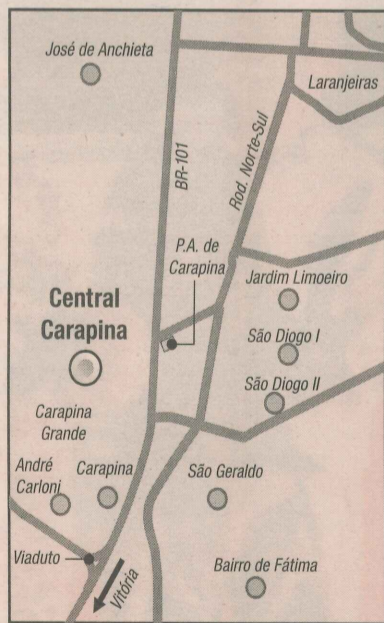 José de Anchieta
Laranjeiras
BR-101
Rod. Norte-Sul
P.A. de
Carapina
Jardim Limoeiro
Central
Carapina
São Diogo I
São Diogo II
Carapina
Grande
André
Carloni
Carapina
São Geraldo
Viaduto
Vitória
Bairro de Fátima